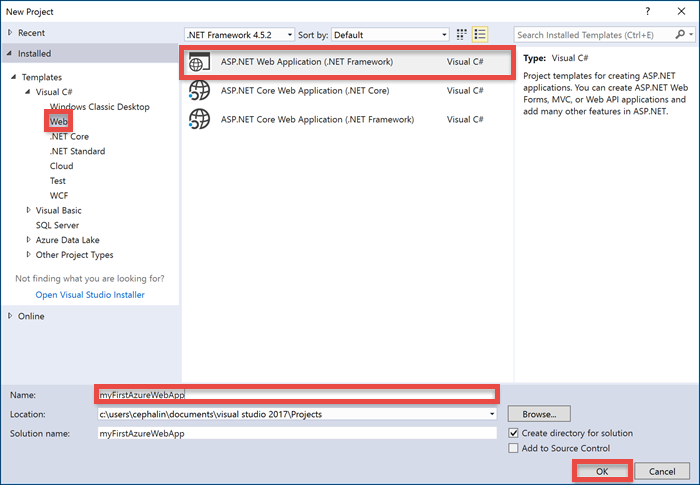 New Project
? ×
Recent
.NET Framework 4.5.2 Sort by: Default
Search Installed Templates (Ctrl+E)
Installed
Templates
Visual C#
Windows Classic Desktop
Web
.NET Core
.NET Standard
Cloud
Test
WCF
Visual Basic
SQL Server
Azure Data Lake
Other Project Types
Not finding what you are looking for?
Open Visual Studio Installer
Online
ASP.NET Web Application (.NET Framework) Visual C#
ASP.NET Core Web Application (.NET Core) Visual C#
ASP.NET Core Web Application (.NET Framework) Visual C#
Type: Visual C#
Project templates for creating ASP.NET
applications. You can create ASP.NET Web
Forms, MVC, or Web API applications and
add many other features in ASP.NET.
Name: myFirstAzureWebApp
Location: c:\users\cephalin\documents\visual studio 2017\Projects
Browse...
Solution name: myFirstAzureWebApp
Create directory for solution
Add to Source Control
OK Cancel